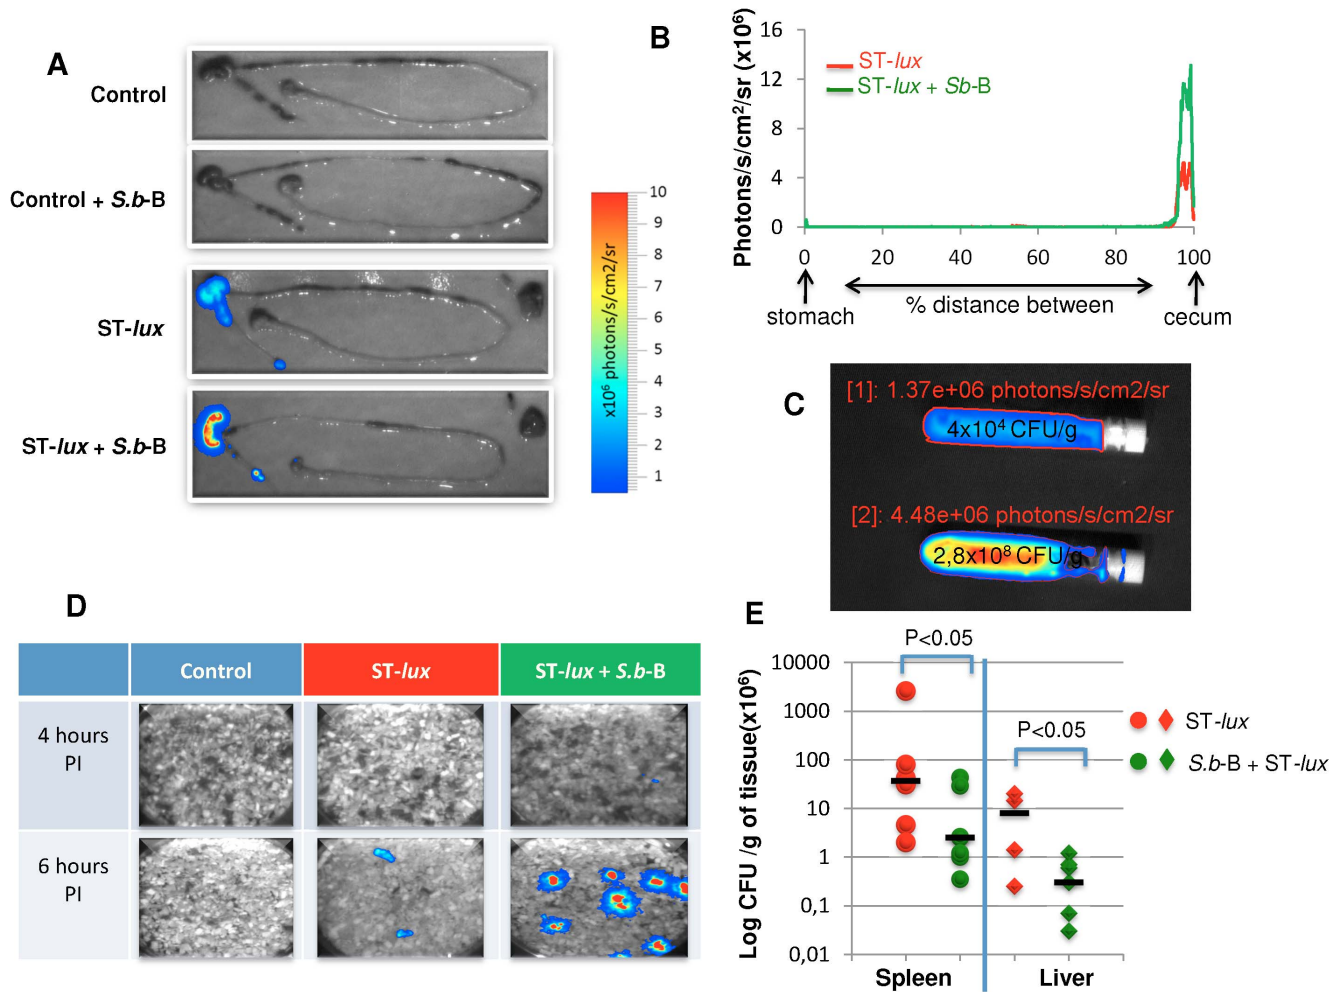 A
Control
Control + S.b-B
ST-lux
ST-lux + S.b-B
10
9
8
7
6
5
4
3
2
1
x10⁶ photons/s/cm2/sr
B
Photons/s/cm²/sr (x10⁶)
16
12
8
4
0
ST-lux
ST-lux + Sb-B
0
20
40
60
80
100
stomach
% distance between
cecum
C
[1]: 1.37e+06 photons/s/cm2/sr
4x10⁴ CFU/g
[2]: 4.48e+06 photons/s/cm2/sr
2,8x10⁸ CFU/g
D
Control
ST-lux
ST-lux + S.b-B
4 hours
PI
6 hours
PI
E
Log CFU /g of tissue(x10⁶)
10000
1000
100
10
1
0,1
0,01
P<0.05
P<0.05
ST-lux
S.b-B + ST-lux
Spleen
Liver